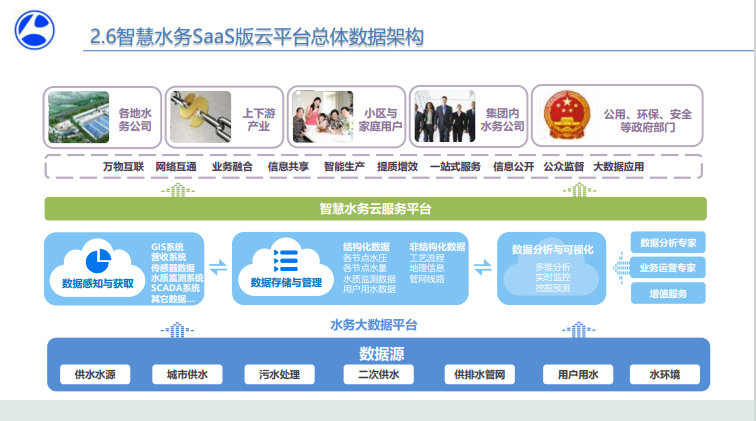 2.6智慧水务SaaS版云平台总体数据架构
各地水
务公司
上下游
产业
小区与
家庭用户
集团内
水务公司
公用、环保、安全
等政府部门
万物互联 网络互通 业务融合 信息共享 智能生产 提质增效 一站式服务 信息公开 公众监督 大数据应用
智慧水务云服务平台
数据感知与获取
GIS系统
营收系统
传感器数据
水质监测系统
SCADA系统
其它数据...
数据存储与管理
结构化数据
各节点水压
各节点水量
水质监测数据
用户用水数据
非结构化数据
工艺流程
地理信息
管网线路
数据分析与可视化
多维分析
实时监控
挖掘预测
数据分析专家
业务运营专家
增值服务
水务大数据平台
数据源
供水水源 城市供水 污水处理 二次供水 供排水管网 用户用水 水环境